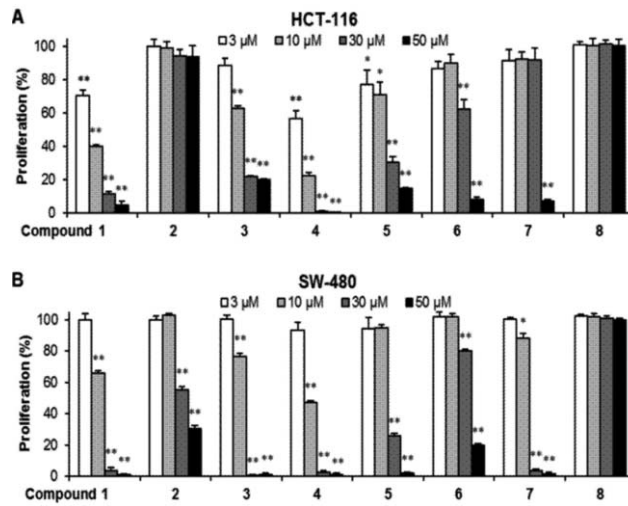 A
HCT-116
3 µM 10 µM 30 µM 50 µM
Proliferation (%)
100
80
60
40
20
0
** ** ** ** ** ** ** ** ** ** ** * * ** ** ** ** **
Compound 1 2 3 4 5 6 7 8
B
SW-480
3 µM 10 µM 30 µM 50 µM
Proliferation (%)
100
80
60
40
20
0
** ** ** ** ** ** ** ** ** ** ** ** ** ** ** * ** **
Compound 1 2 3 4 5 6 7 8